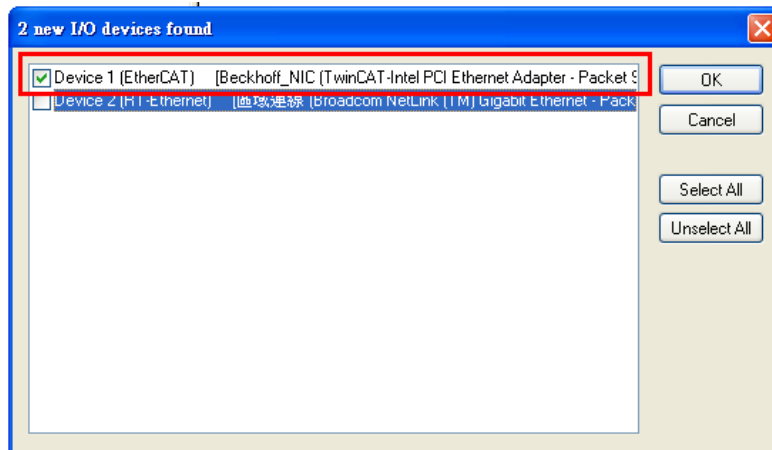 2 new I/O devices found
Device 1 (EtherCAT) [Beckhoff_NIC (TwinCAT-Intel PCI Ethernet Adapter - Packet S
Device 2 (RT-Ethernet) [區域連線 (Broadcom NetLink (TM) Gigabit Ethernet - Pack
OK
Cancel
Select All
Unselect All